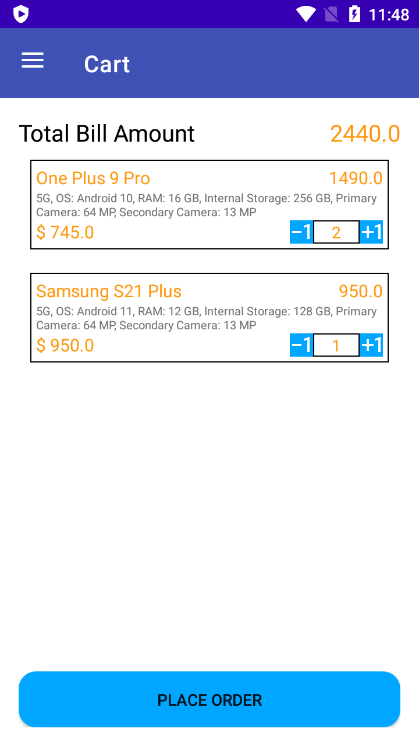 11:48
Cart
Total Bill Amount 2440.0
One Plus 9 Pro 1490.0
5G, OS: Android 10, RAM: 16 GB, Internal Storage: 256 GB, Primary
Camera: 64 MP, Secondary Camera: 13 MP
$ 745.0 −1 2 +1
Samsung S21 Plus 950.0
5G, OS: Android 11, RAM: 12 GB, Internal Storage: 128 GB, Primary
Camera: 64 MP, Secondary Camera: 13 MP
$ 950.0 −1 1 +1
PLACE ORDER